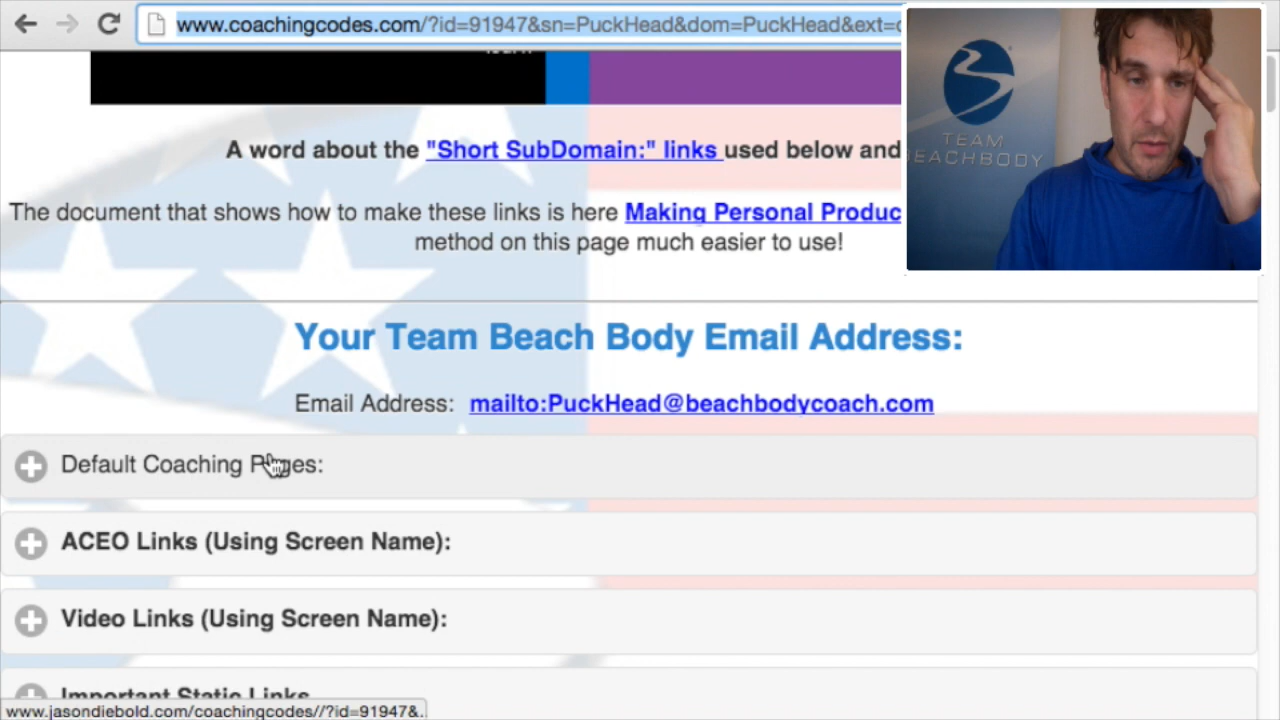 www.coachingcodes.com/?id=91947&sn=PuckHead&dom=PuckHead&ext=c
A word about the "Short SubDomain:" links used below and
The document that shows how to make these links is here Making Personal Produc
method on this page much easier to use!
TEAM
BEACHBODY
Your Team Beach Body Email Address:
Email Address: mailto:PuckHead@beachbodycoach.com
Default Coaching Pages:
ACEO Links (Using Screen Name):
Video Links (Using Screen Name):
Important Static Links
www.jasondiebold.com/coachingcodes//?id=91947&.